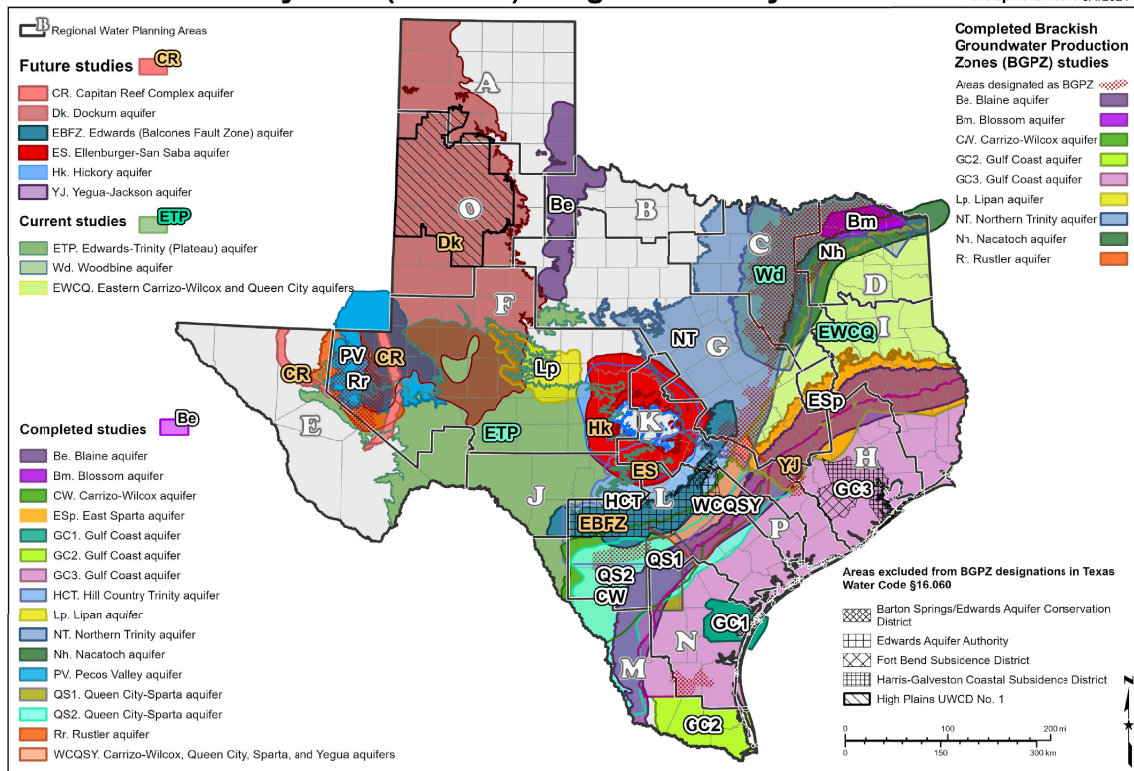 B Regional Water Planning Areas
Future studies CR
CR. Capitan Reef Complex aquifer
Dk. Dockum aquifer
EBFZ. Edwards (Balcones Fault Zone) aquifer
ES. Ellenburger-San Saba aquifer
Hk. Hickory aquifer
YJ. Yegua-Jackson aquifer
Current studies ETP
ETP. Edwards-Trinity (Plateau) aquifer
Wd. Woodbine aquifer
EWCQ. Eastern Carrizo-Wilcox and Queen City aquifers
Completed studies Be
Be. Blaine aquifer
Bm. Blossom aquifer
CW. Carrizo-Wilcox aquifer
ESp. East Sparta aquifer
GC1. Gulf Coast aquifer
GC2. Gulf Coast aquifer
GC3. Gulf Coast aquifer
HCT. Hill Country Trinity aquifer
Lp. Lipan aquifer
NT. Northern Trinity aquifer
Nh. Nacatoch aquifer
PV. Pecos Valley aquifer
QS1. Queen City-Sparta aquifer
QS2. Queen City-Sparta aquifer
Rr. Rustler aquifer
WCQSY. Carrizo-Wilcox, Queen City, Sparta, and Yegua aquifers
A
O
Be
B
Dk
C
Bm
Nh
Wd
D
F
EWCQ
I
NT
G
PV
CR
CR
Rr
Lp
ESp
E
ETP
Hk
K
ES
YJ
H
GC3
J
HCT
L
WCQSY
EBFZ
P
QS1
QS2
CW
GC1
N
M
GC2
Completed Brackish
Groundwater Production
Zones (BGPZ) studies
Areas designated as BGPZ
Be. Blaine aquifer
Bm. Blossom aquifer
CW. Carrizo-Wilcox aquifer
GC2. Gulf Coast aquifer
GC3. Gulf Coast aquifer
Lp. Lipan aquifer
NT. Northern Trinity aquifer
Nh. Nacatoch aquifer
Rr. Rustler aquifer
Areas excluded from BGPZ designations in Texas
Water Code §16.060
Barton Springs/Edwards Aquifer Conservation
District
Edwards Aquifer Authority
Fort Bend Subsidence District
Harris-Galveston Coastal Subsidence District
High Plains UWCD No. 1
0 100 200 mi
0 150 300 km
N